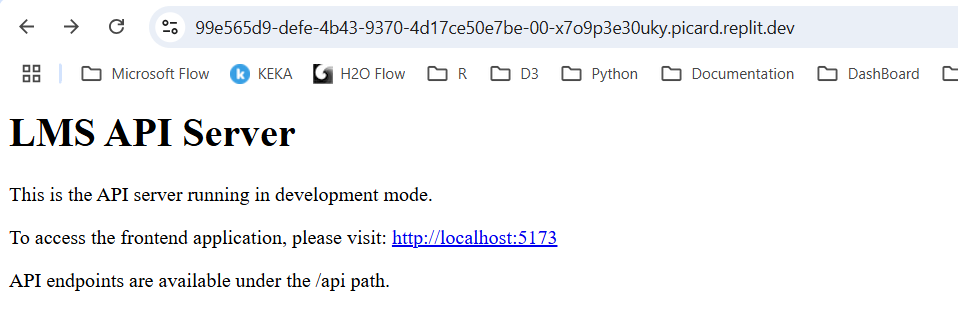 99e565d9-defe-4b43-9370-4d17ce50e7be-00-x7o9p3e30uky.picard.replit.dev
Microsoft Flow KEKA H2O Flow R D3 Python Documentation DashBoard
LMS API Server
This is the API server running in development mode.
To access the frontend application, please visit: http://localhost:5173
API endpoints are available under the /api path.